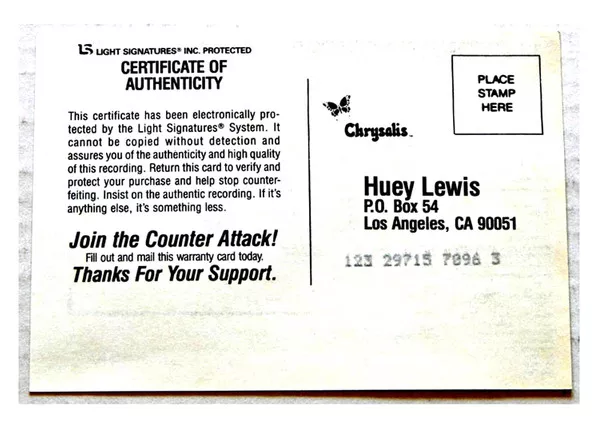 LS LIGHT SIGNATURES® INC. PROTECTED
CERTIFICATE OF
AUTHENTICITY
This certificate has been electronically pro-
tected by the Light Signatures® System. It
cannot be copied without detection and
assures you of the authenticity and high quality
of this recording. Return this card to verify and
protect your purchase and help stop counter-
feiting. Insist on the authentic recording. If it's
anything else, it's something less.
Join the Counter Attack!
Fill out and mail this warranty card today.
Thanks For Your Support.
Chrysalis
PLACE
STAMP
HERE
Huey Lewis
P.O. Box 54
Los Angeles, CA 90051
123 29715 7096 3